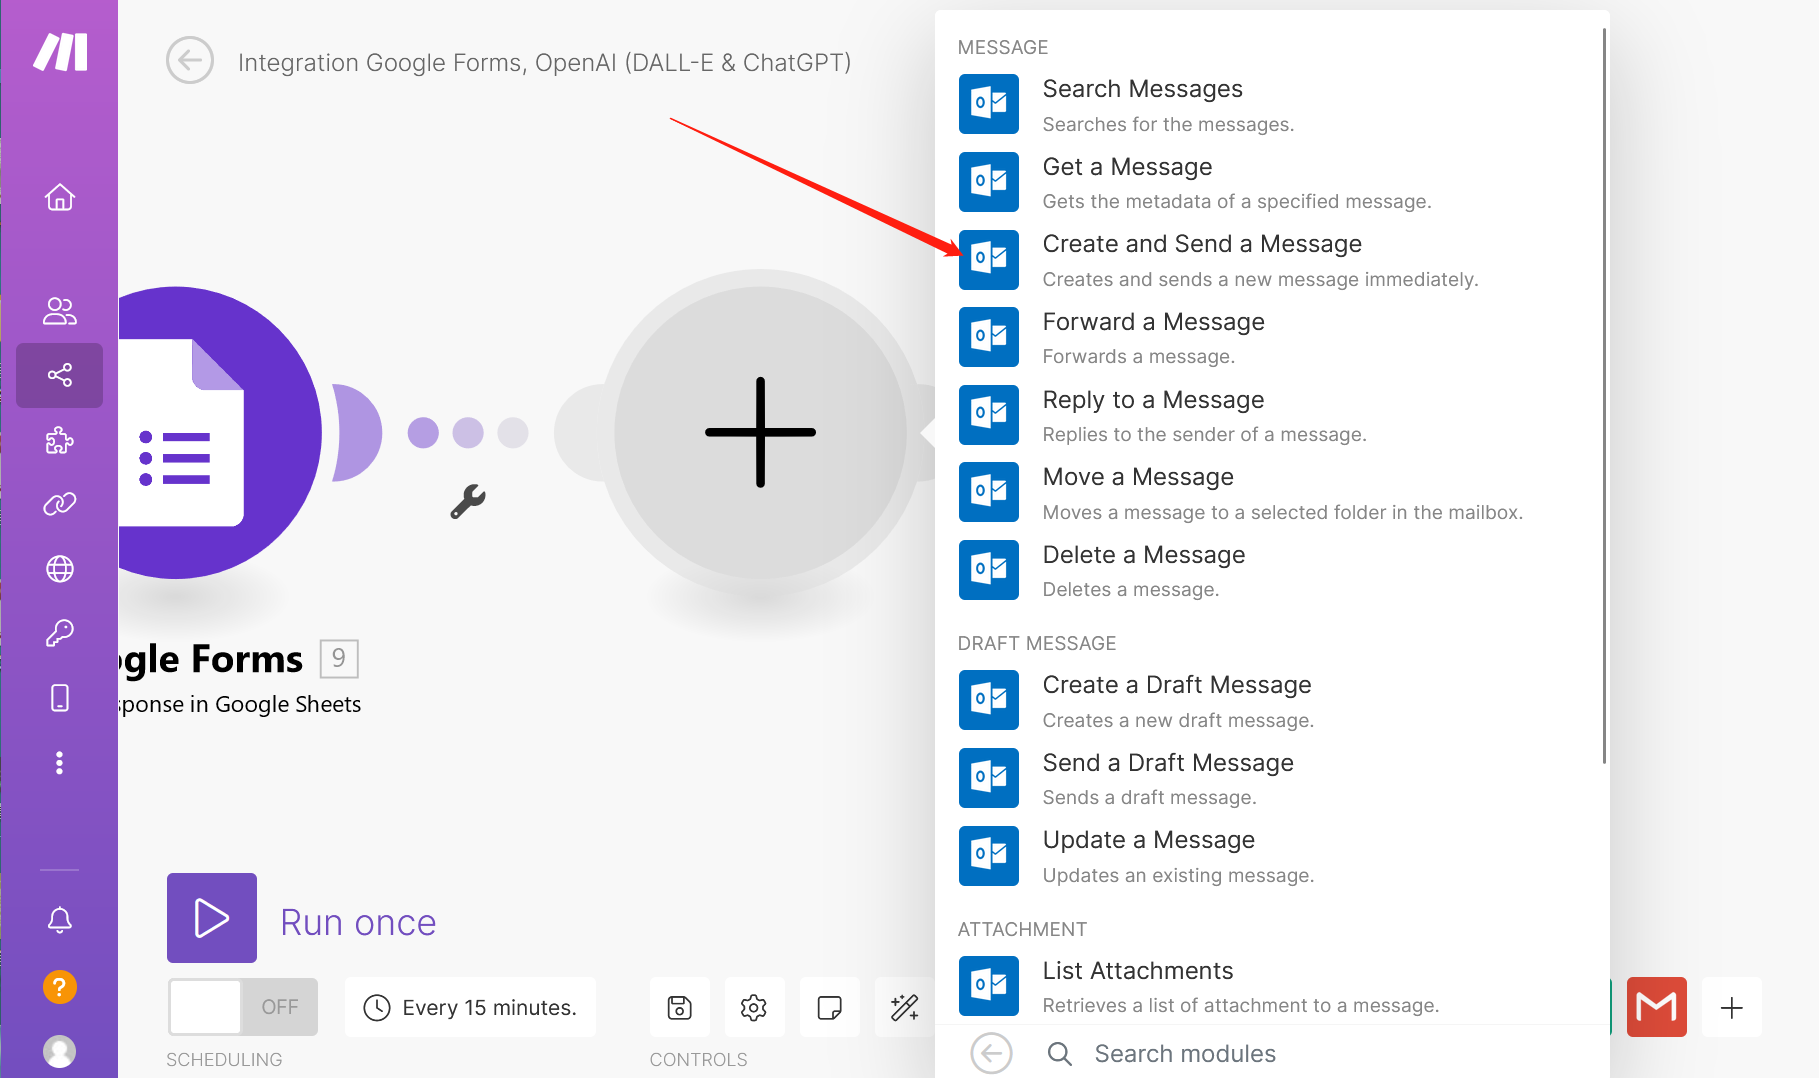 Integration Google Forms, OpenAI (DALL-E & ChatGPT)
MESSAGE
Search Messages
Searches for the messages.
Get a Message
Gets the metadata of a specified message.
Create and Send a Message
Creates and sends a new message immediately.
Forward a Message
Forwards a message.
Reply to a Message
Replies to the sender of a message.
Move a Message
Moves a message to a selected folder in the mailbox.
Delete a Message
Deletes a message.
DRAFT MESSAGE
Create a Draft Message
Creates a new draft message.
Send a Draft Message
Sends a draft message.
Update a Message
Updates an existing message.
ATTACHMENT
List Attachments
Retrieves a list of attachment to a message.
Search modules
ogle Forms 9
sponse in Google Sheets
Run once
OFF
Every 15 minutes.
SCHEDULING
CONTROLS